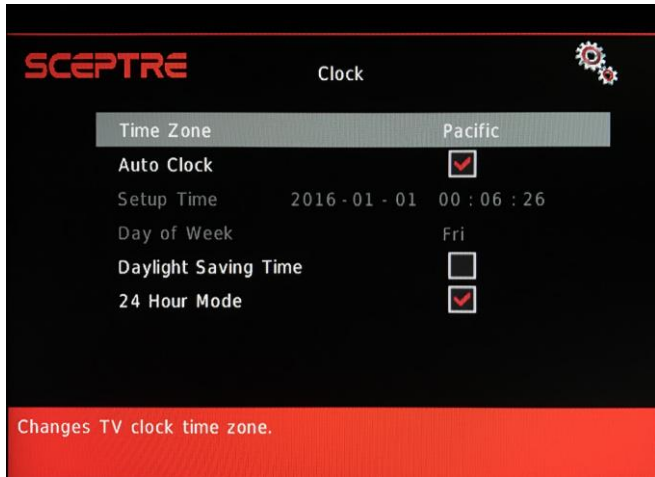 SCEPTRE
Clock
Time Zone Pacific
Auto Clock
Setup Time 2016-01-01 00:06:26
Day of Week Fri
Daylight Saving Time
24 Hour Mode
Changes TV clock time zone.